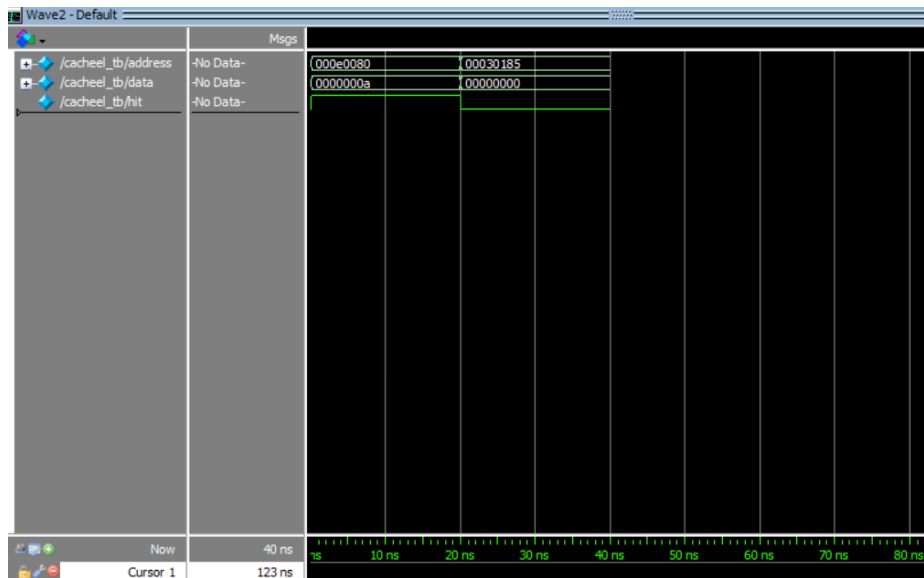 Wave2 - Default
Msgs
/cacheel_tb/address -No Data- 000e0080 00030185
/cacheel_tb/data -No Data- 0000000a 00000000
/cacheel_tb/hit -No Data-
Now 40 ns ns 10 ns 20 ns 30 ns 40 ns 50 ns 60 ns 70 ns 80 ns
Cursor 1 123 ns